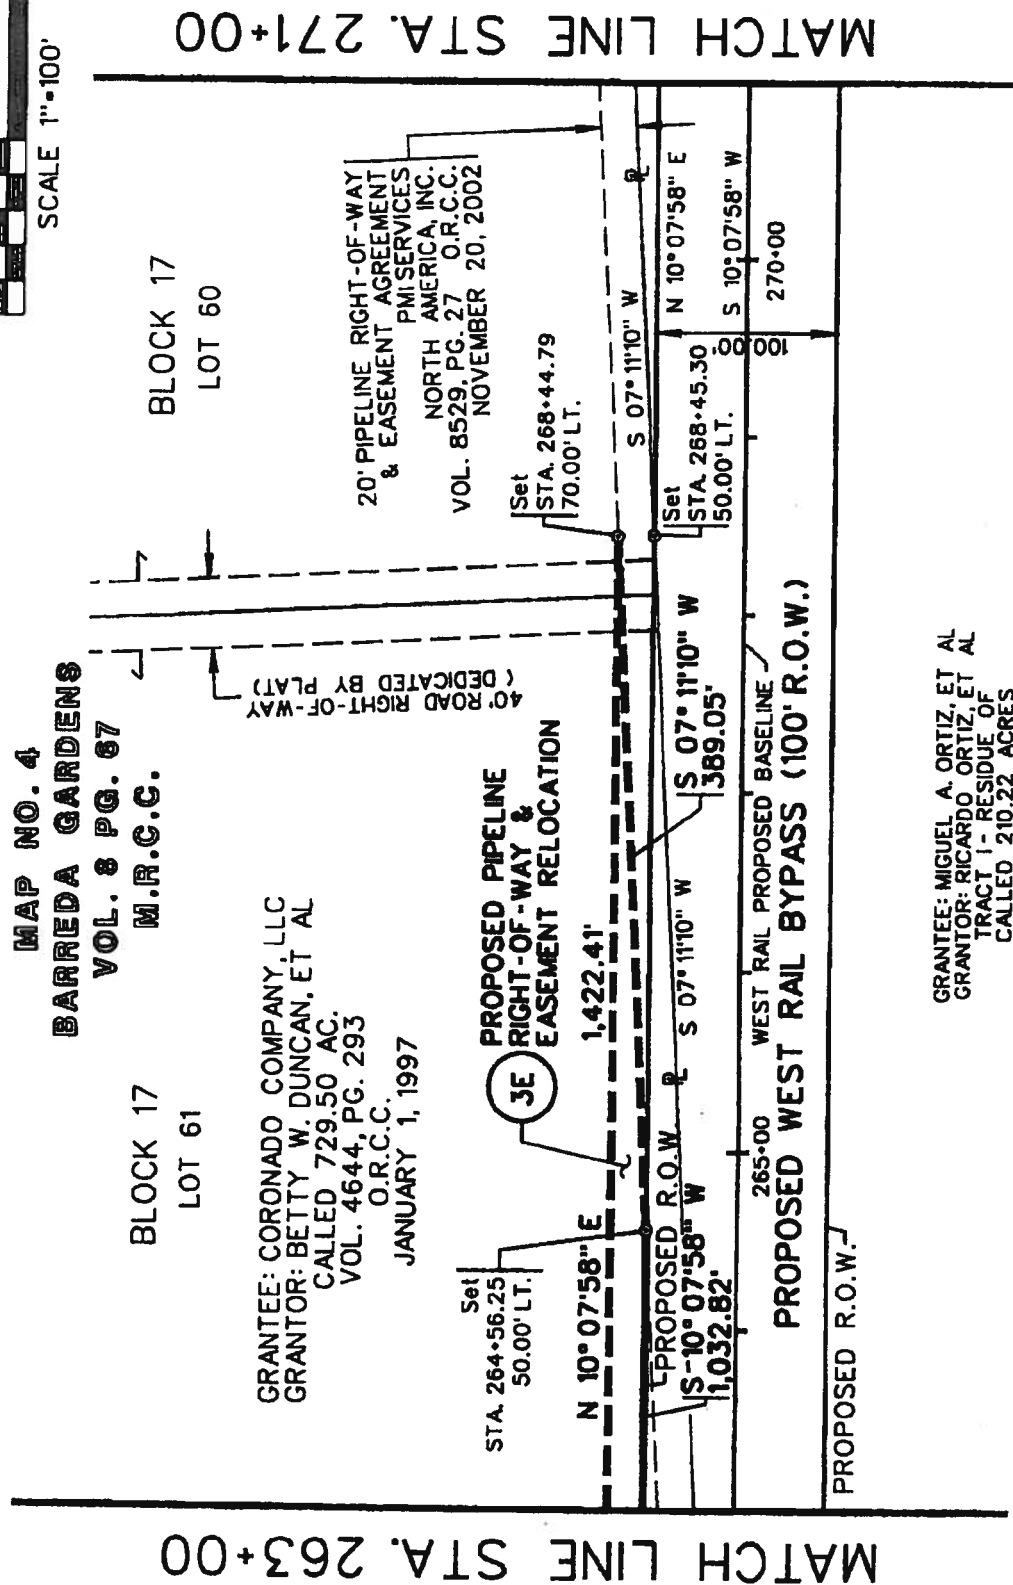 MAP NO. 4
BARREDA GARDENS
VOL. 8 PG. 67
M.R.C.C.
SCALE 1"=100'
BLOCK 17
LOT 61
BLOCK 17
LOT 60
GRANTEE: CORONADO COMPANY, LLC
GRANTOR: BETTY W. DUNCAN, ET AL
CALLED 729.50 AC.
VOL. 4644, PG. 293
O.R.C.C.
JANUARY 1, 1997
40' ROAD RIGHT-OF-WAY
(DEDICATED BY PLAT)
20' PIPELINE RIGHT-OF-WAY
& EASEMENT AGREEMENT
PMI SERVICES
NORTH AMERICA, INC.
VOL. 8529, PG. 27 O.R.C.C.
NOVEMBER 20, 2002
3E
PROPOSED PIPELINE
RIGHT-OF-WAY &
EASEMENT RELOCATION
Set
STA. 264+56.25
50.00' LT.
Set
STA. 268+44.79
70.00' LT.
N 10°07'58" E
1,422.41'
Set
STA. 268+45.30
50.00' LT.
S 07°11'10" W
PL
PROPOSED R.O.W.
PL
S 07°11'10" W
S 07°11'10" W
389.05'
N 10°07'58" E
S-10°07'58" W
1,032.82'
S 10°07'58" W
100.00'
265+00
WEST RAIL PROPOSED BASELINE
270+00
PROPOSED WEST RAIL BYPASS (100' R.O.W.)
PROPOSED R.O.W.
GRANTEE: MIGUEL A. ORTIZ, ET AL
GRANTOR: RICARDO ORTIZ, ET AL
TRACT 1- RESIDUE OF
CALLED 210.22 ACRES
MATCH LINE STA. 263+00
MATCH LINE STA. 271+00